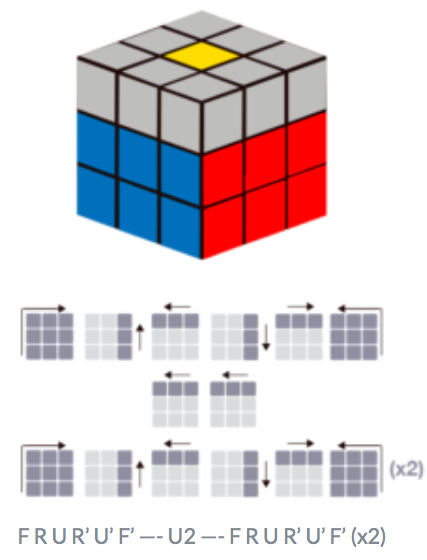 (x2)
F R U R’ U’ F’ —- U2 —- F R U R’ U’ F’ (x2)